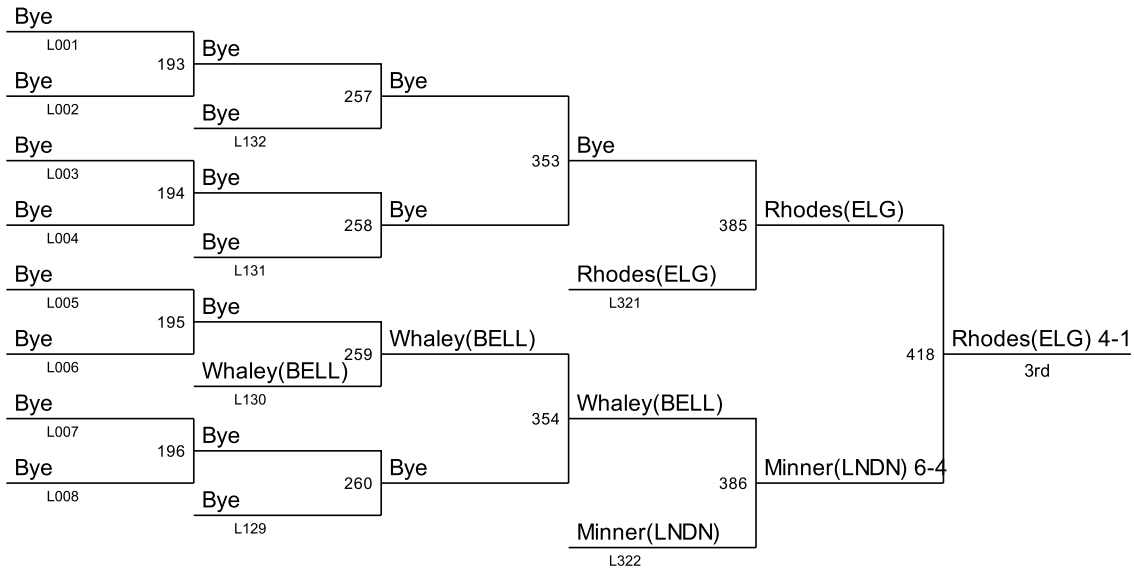 Bye
L001
193
Bye
Bye
L002
257
Bye
Bye
L132
Bye
L003
353
Bye
194
Bye
Bye
L004
258
Bye
Bye
L131
385
Rhodes(ELG)
Rhodes(ELG)
L321
Bye
L005
195
Bye
Bye
L006
259
Whaley(BELL)
Whaley(BELL)
L130
418
Rhodes(ELG) 4-1
3rd
Bye
L007
354
Whaley(BELL)
196
Bye
Bye
L008
260
Bye
Bye
L129
386
Minner(LNDN) 6-4
Minner(LNDN)
L322